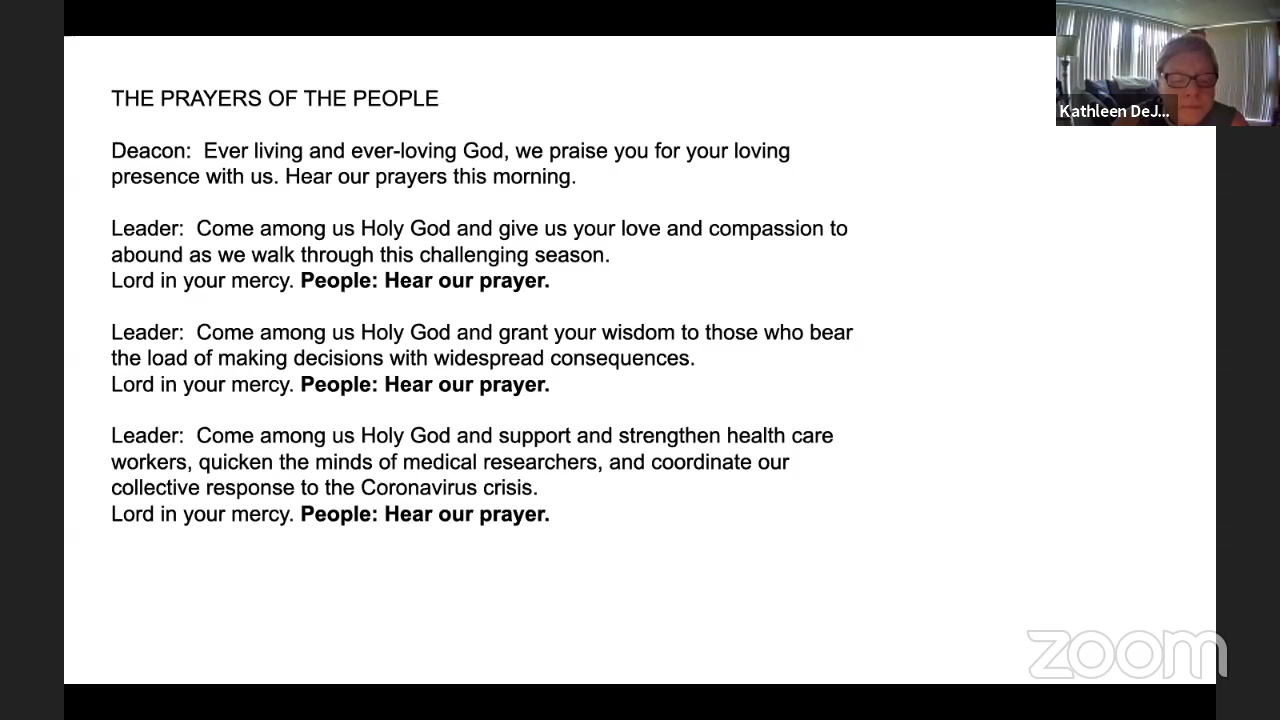 THE PRAYERS OF THE PEOPLE
Deacon:  Ever living and ever-loving God, we praise you for your loving
presence with us. Hear our prayers this morning.
Leader:  Come among us Holy God and give us your love and compassion to
abound as we walk through this challenging season.
Lord in your mercy. People: Hear our prayer.
Leader:  Come among us Holy God and grant your wisdom to those who bear
the load of making decisions with widespread consequences.
Lord in your mercy. People: Hear our prayer.
Leader:  Come among us Holy God and support and strengthen health care
workers, quicken the minds of medical researchers, and coordinate our
collective response to the Coronavirus crisis.
Lord in your mercy. People: Hear our prayer.
Kathleen DeJ...
zoom